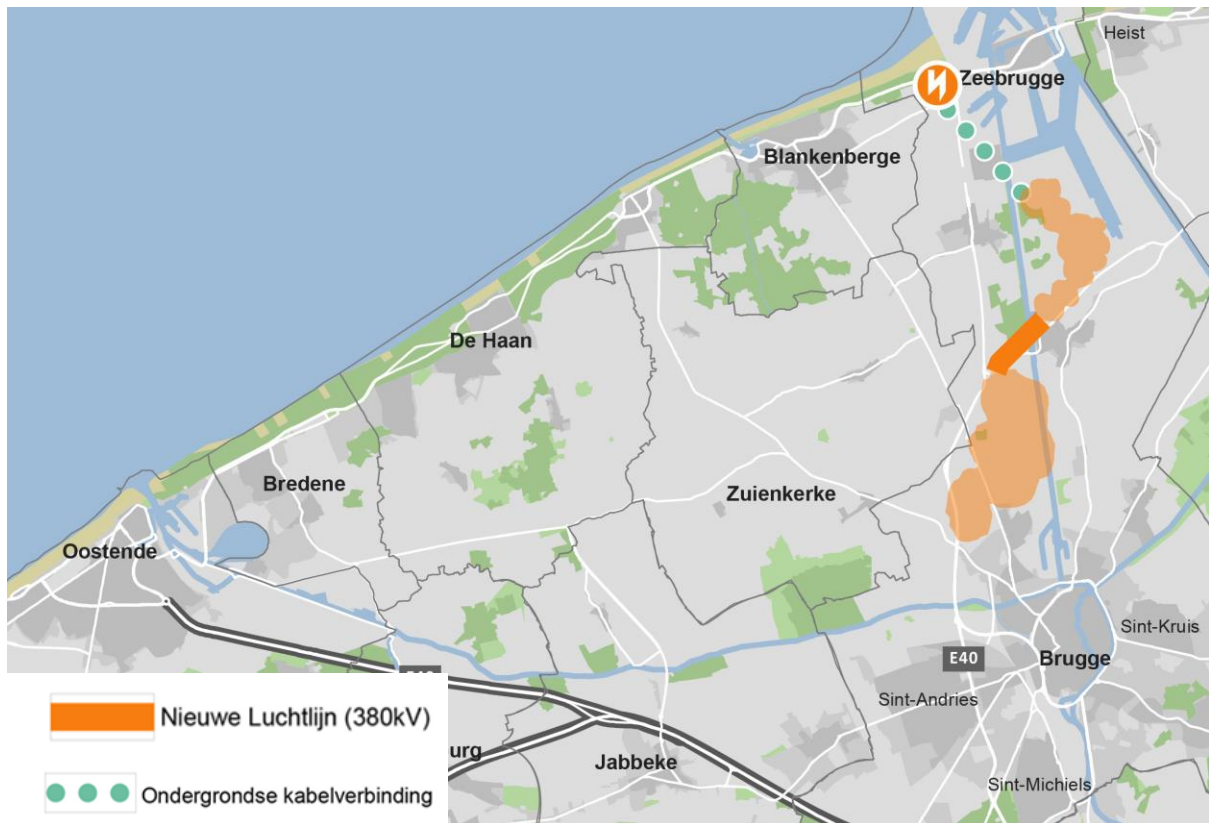 Heist
Zeebrugge
Blankenberge
De Haan
Bredene
Zuienkerke
Oostende
Sint-Kruis
E40
Brugge
Sint-Andries
Jabbeke
Sint-Michiels
Nieuwe Luchtlijn (380kV)
Ondergrondse kabelverbinding